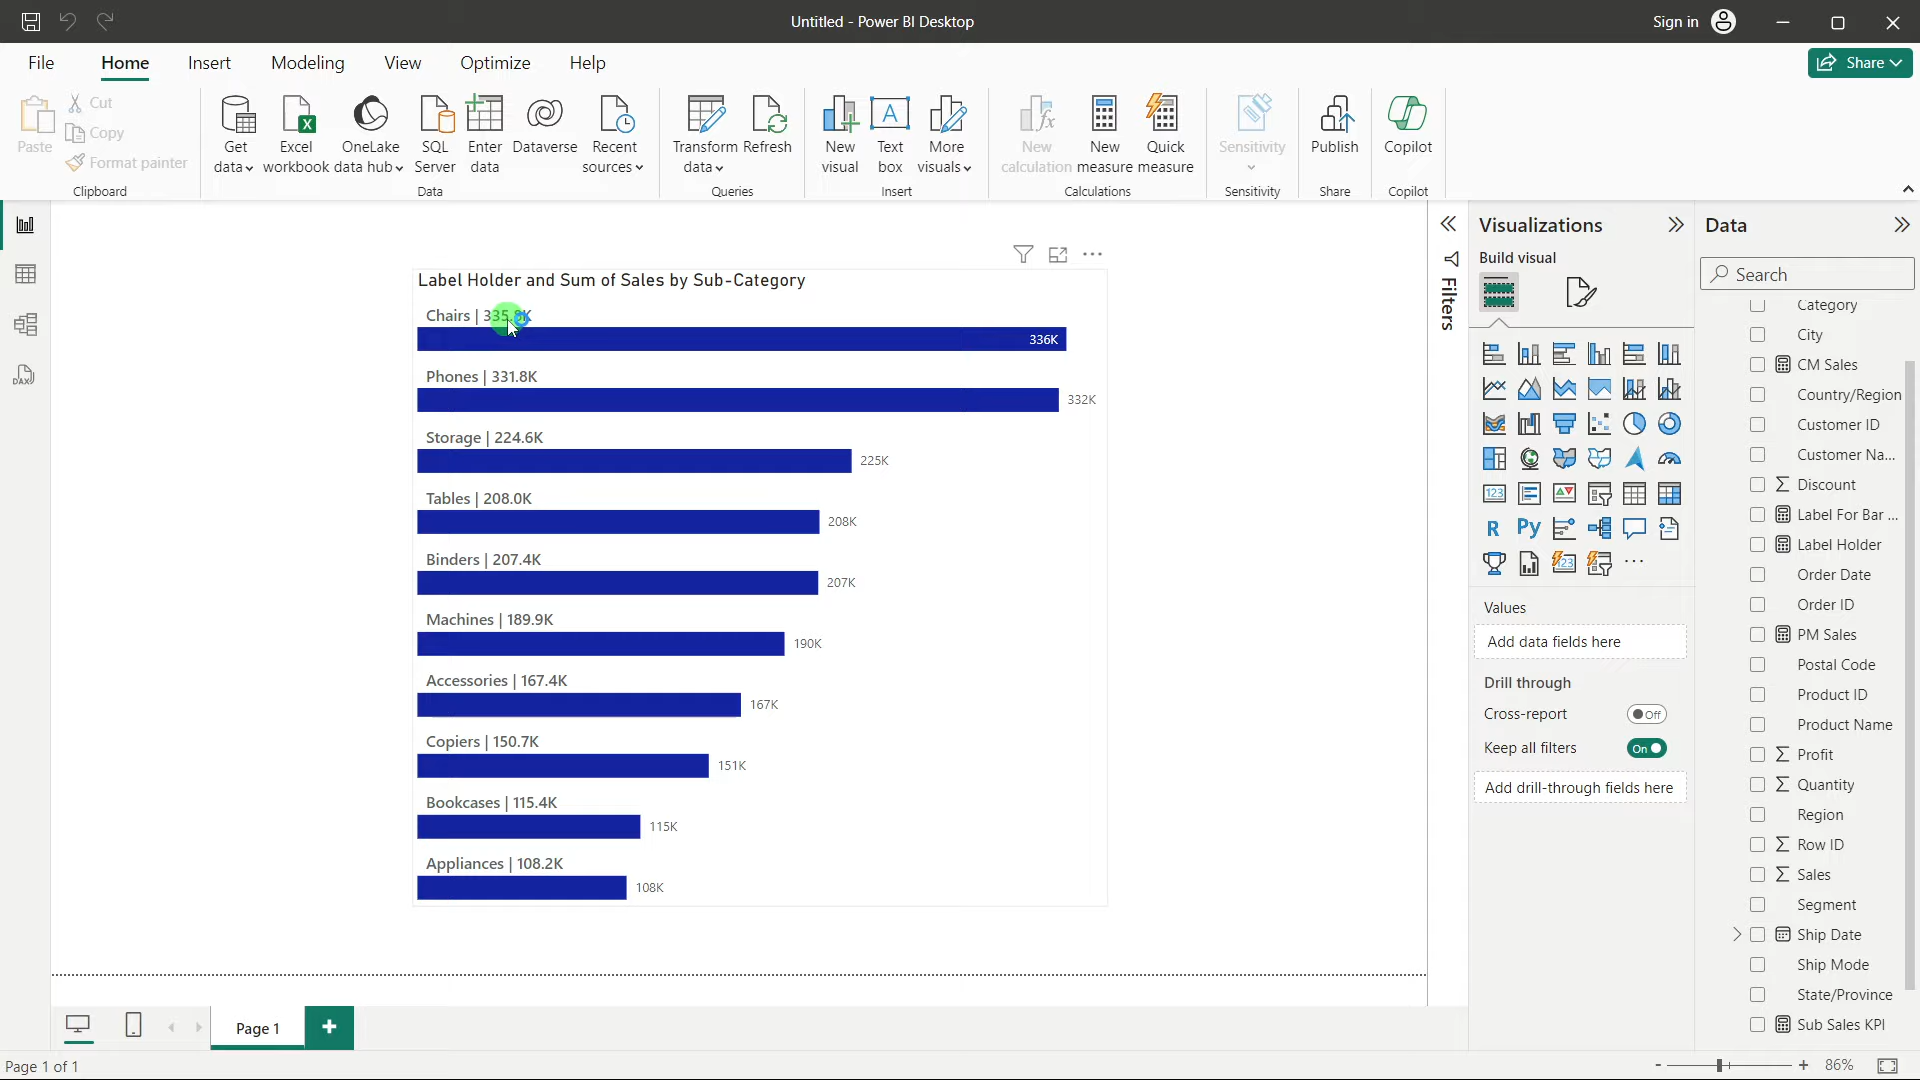 Untitled - Power BI Desktop
Sign in
File Home Insert Modeling View Optimize Help
Share
Paste
Cut
Copy
Format painter
Clipboard
Get data
Excel workbook
OneLake data hub
SQL Server
Enter data
Dataverse
Recent sources
Data
Transform data
Refresh
Queries
New visual
Text box
More visuals
Insert
New calculation
New measure
Quick measure
Calculations
Sensitivity
Sensitivity
Publish
Share
Copilot
Copilot
Label Holder and Sum of Sales by Sub-Category
Chairs | 335.8K
336K
Phones | 331.8K
332K
Storage | 224.6K
225K
Tables | 208.0K
208K
Binders | 207.4K
207K
Machines | 189.9K
190K
Accessories | 167.4K
167K
Copiers | 150.7K
151K
Bookcases | 115.4K
115K
Appliances | 108.2K
108K
Filters
Visualizations
Build visual
Values
Add data fields here
Drill through
Cross-report Off
Keep all filters On
Add drill-through fields here
Data
Search
Category
City
CM Sales
Country/Region
Customer ID
Customer Na...
Discount
Label For Bar ...
Label Holder
Order Date
Order ID
PM Sales
Postal Code
Product ID
Product Name
Profit
Quantity
Region
Row ID
Sales
Segment
Ship Date
Ship Mode
State/Province
Sub Sales KPI
Page 1
Page 1 of 1
86%